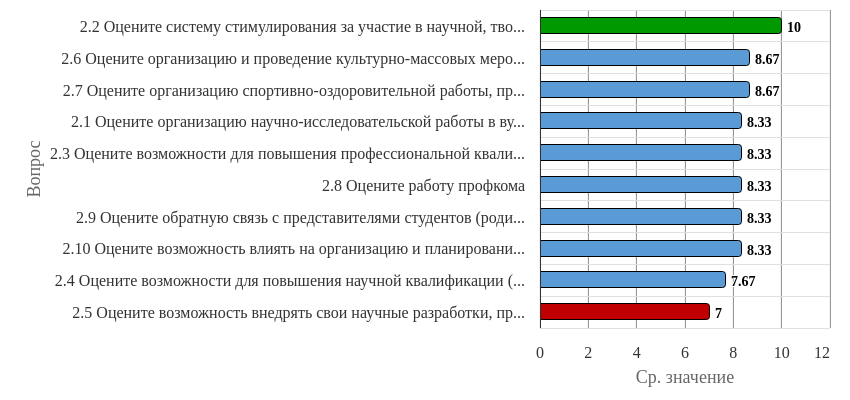 2.2 Оцените систему стимулирования за участие в научной, тво... 10
2.6 Оцените организацию и проведение культурно-массовых меро... 8.67
2.7 Оцените организацию спортивно-оздоровительной работы, пр... 8.67
2.1 Оцените организацию научно-исследовательской работы в ву... 8.33
2.3 Оцените возможности для повышения профессиональной квали... 8.33
2.8 Оцените работу профкома 8.33
2.9 Оцените обратную связь с представителями студентов (роди... 8.33
2.10 Оцените возможность влиять на организацию и планировани... 8.33
2.4 Оцените возможности для повышения научной квалификации (... 7.67
2.5 Оцените возможность внедрять свои научные разработки, пр... 7
Вопрос
0 2 4 6 8 10 12
Ср. значение